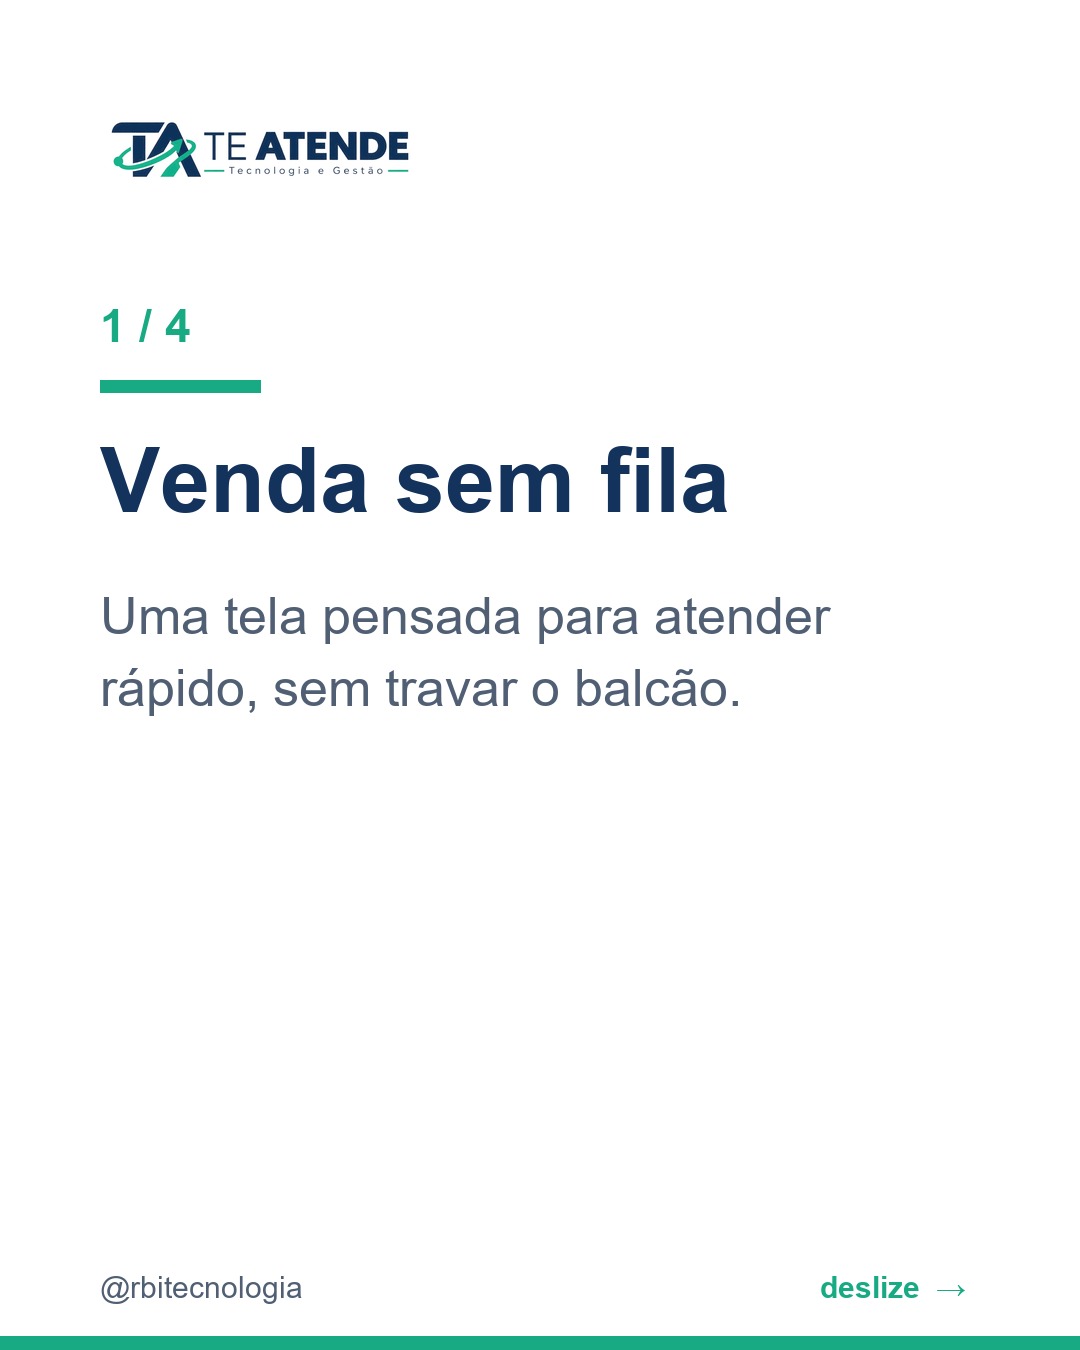 TA TE ATENDE
Tecnologia e Gestão
1 / 4
Venda sem fila
Uma tela pensada para atender
rápido, sem travar o balcão.
@rbitecnologia
deslize →